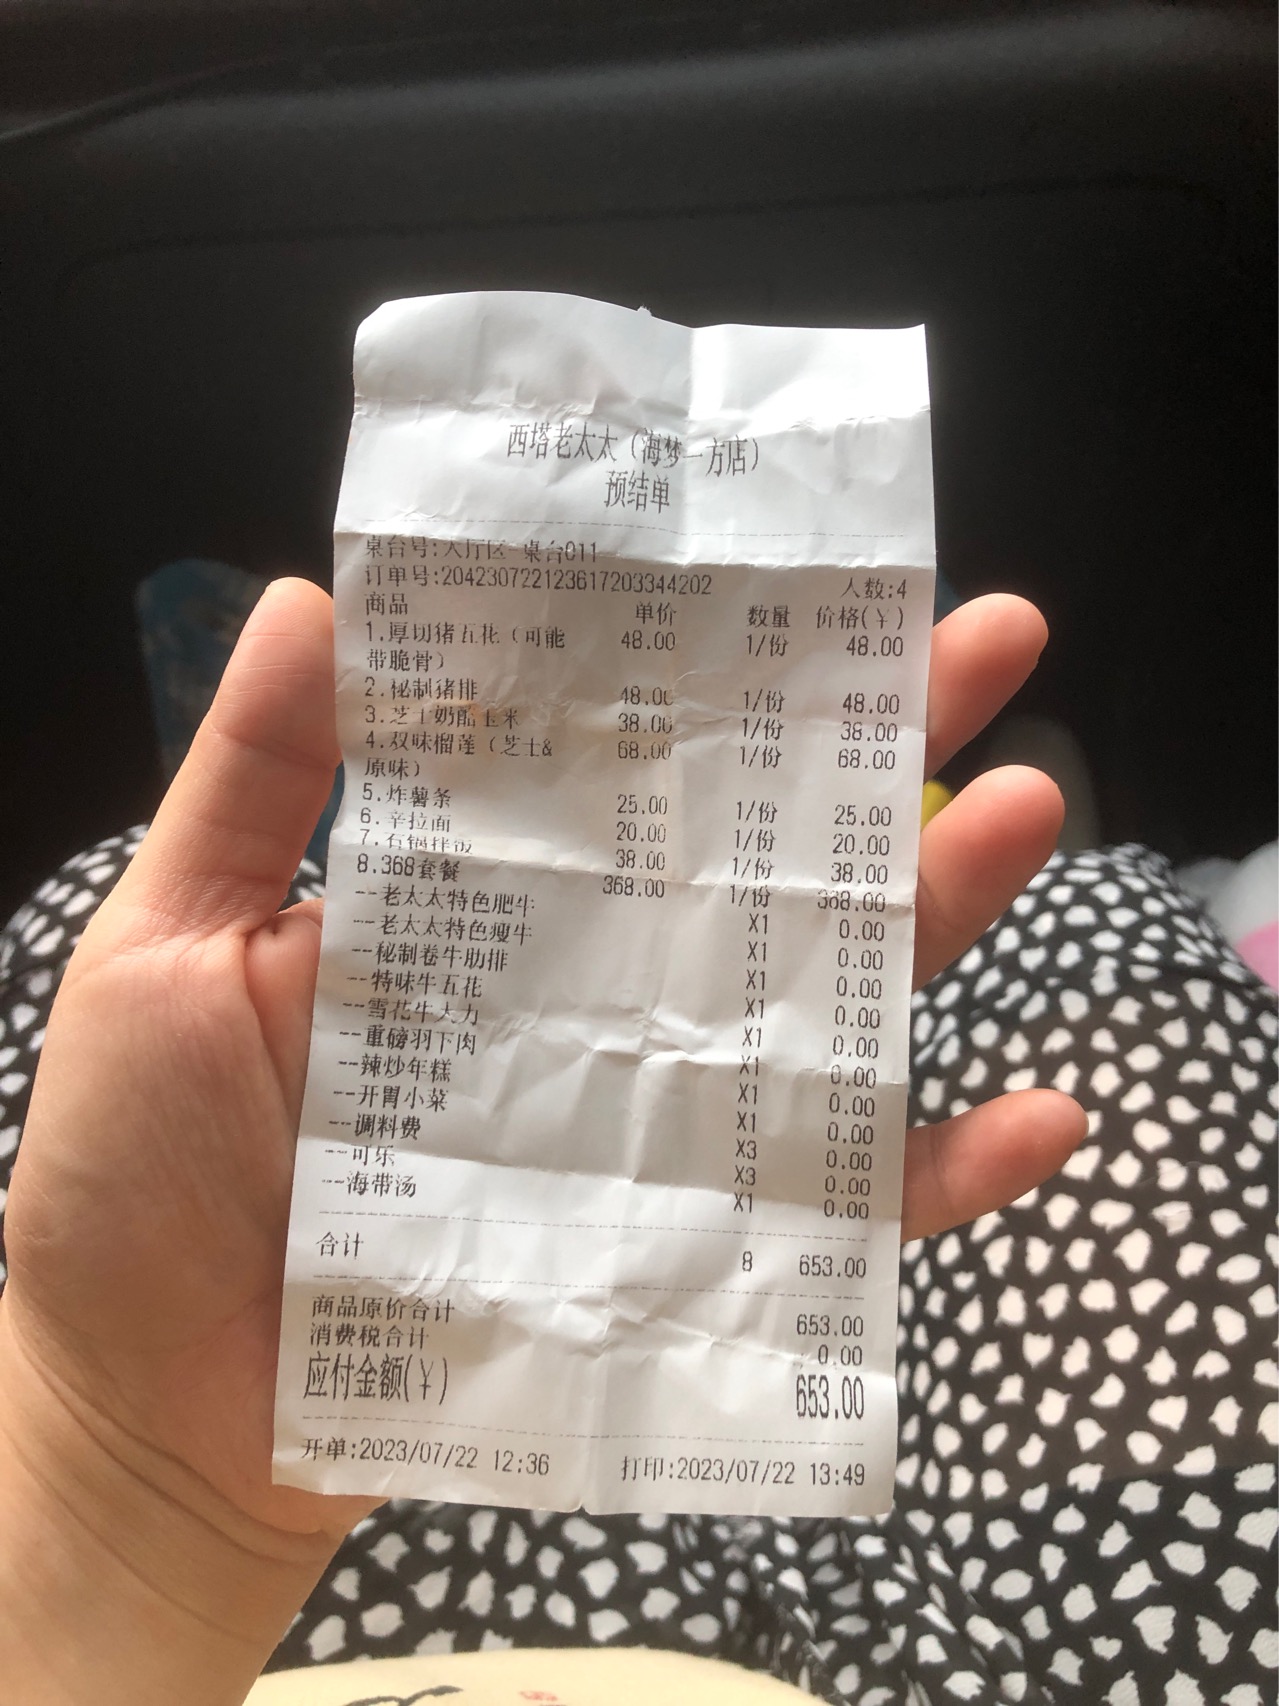 西塔老太太（海梦一方店）
预结单
桌台号:大厅区-桌台011
订单号:204230722123617203344202 人数:4
商品 单价 数量 价格(¥)
1.厚切猪五花（可能 48.00 1/份 48.00
带脆骨）
2.秘制猪排 48.00 1/份 48.00
3.芝士奶酪玉米 38.00 1/份 38.00
4.双味榴莲（芝士& 68.00 1/份 68.00
原味）
5.炸薯条 25.00 1/份 25.00
6.辛拉面 20.00 1/份 20.00
7.石锅拌饭 38.00 1/份 38.00
8.368套餐 368.00 1/份 368.00
--老太太特色肥牛 X1 0.00
--老太太特色瘦牛 X1 0.00
--秘制卷牛肋排 X1 0.00
--特味牛五花 X1 0.00
--雪花牛大力 X1 0.00
--重磅羽下肉 X1 0.00
--辣炒年糕 X1 0.00
--开胃小菜 X1 0.00
--调料费 X3 0.00
--可乐 X3 0.00
--海带汤 X1 0.00
合计 8 653.00
商品原价合计 653.00
消费税合计 0.00
应付金额(¥) 653.00
开单:2023/07/22 12:36 打印:2023/07/22 13:49